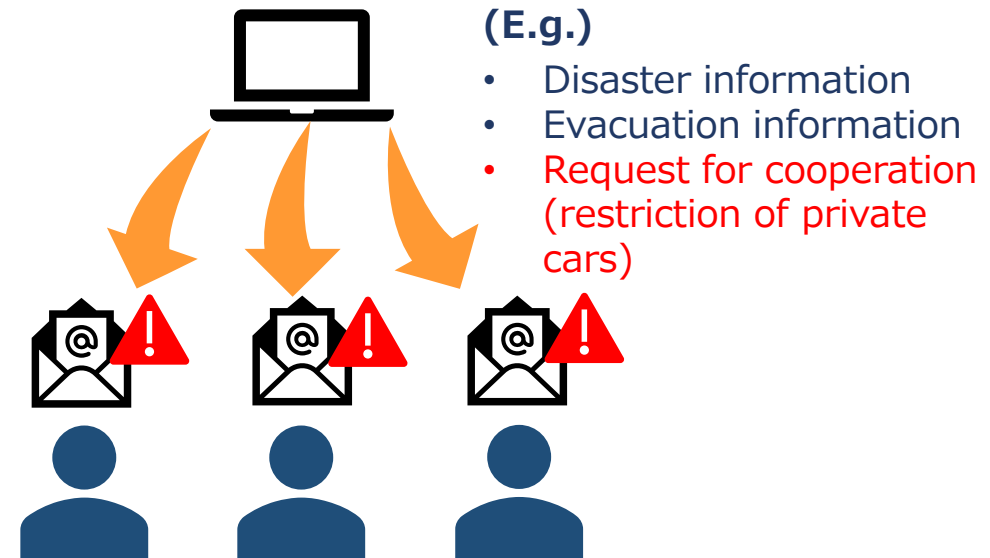 (E.g.)
• Disaster information
• Evacuation information
• Request for cooperation
(restriction of private
cars)
@ @ @